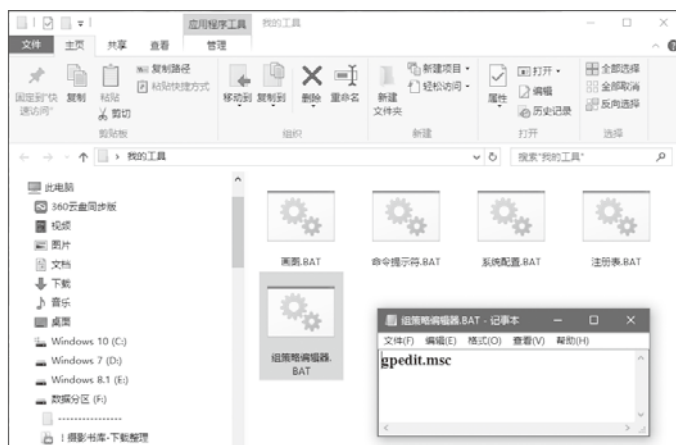 应用程序工具 我的工具
文件 主页 共享 查看 管理
固定到"快速访问"
复制
粘贴
复制路径
粘贴快捷方式
剪切
剪贴板
移动到 复制到 删除 重命名
组织
新建文件夹
新建项目
轻松访问
新建
属性
打开
编辑
历史记录
打开
全部选择
全部取消
反向选择
选择
我的工具
搜索"我的工具"
此电脑
360云盘同步版
视频
图片
文档
下载
音乐
桌面
Windows 10 (C:)
Windows 7 (D:)
Windows 8.1 (E:)
数据分区 (F:)
----------------
1 摄影书库-下载整理
画图.BAT
命令提示符.BAT
系统配置.BAT
注册表.BAT
组策略编辑器.
BAT
组策略编辑器.BAT - 记事本
文件(F) 编辑(E) 格式(O) 查看(V) 帮助(H)
gpedit.msc